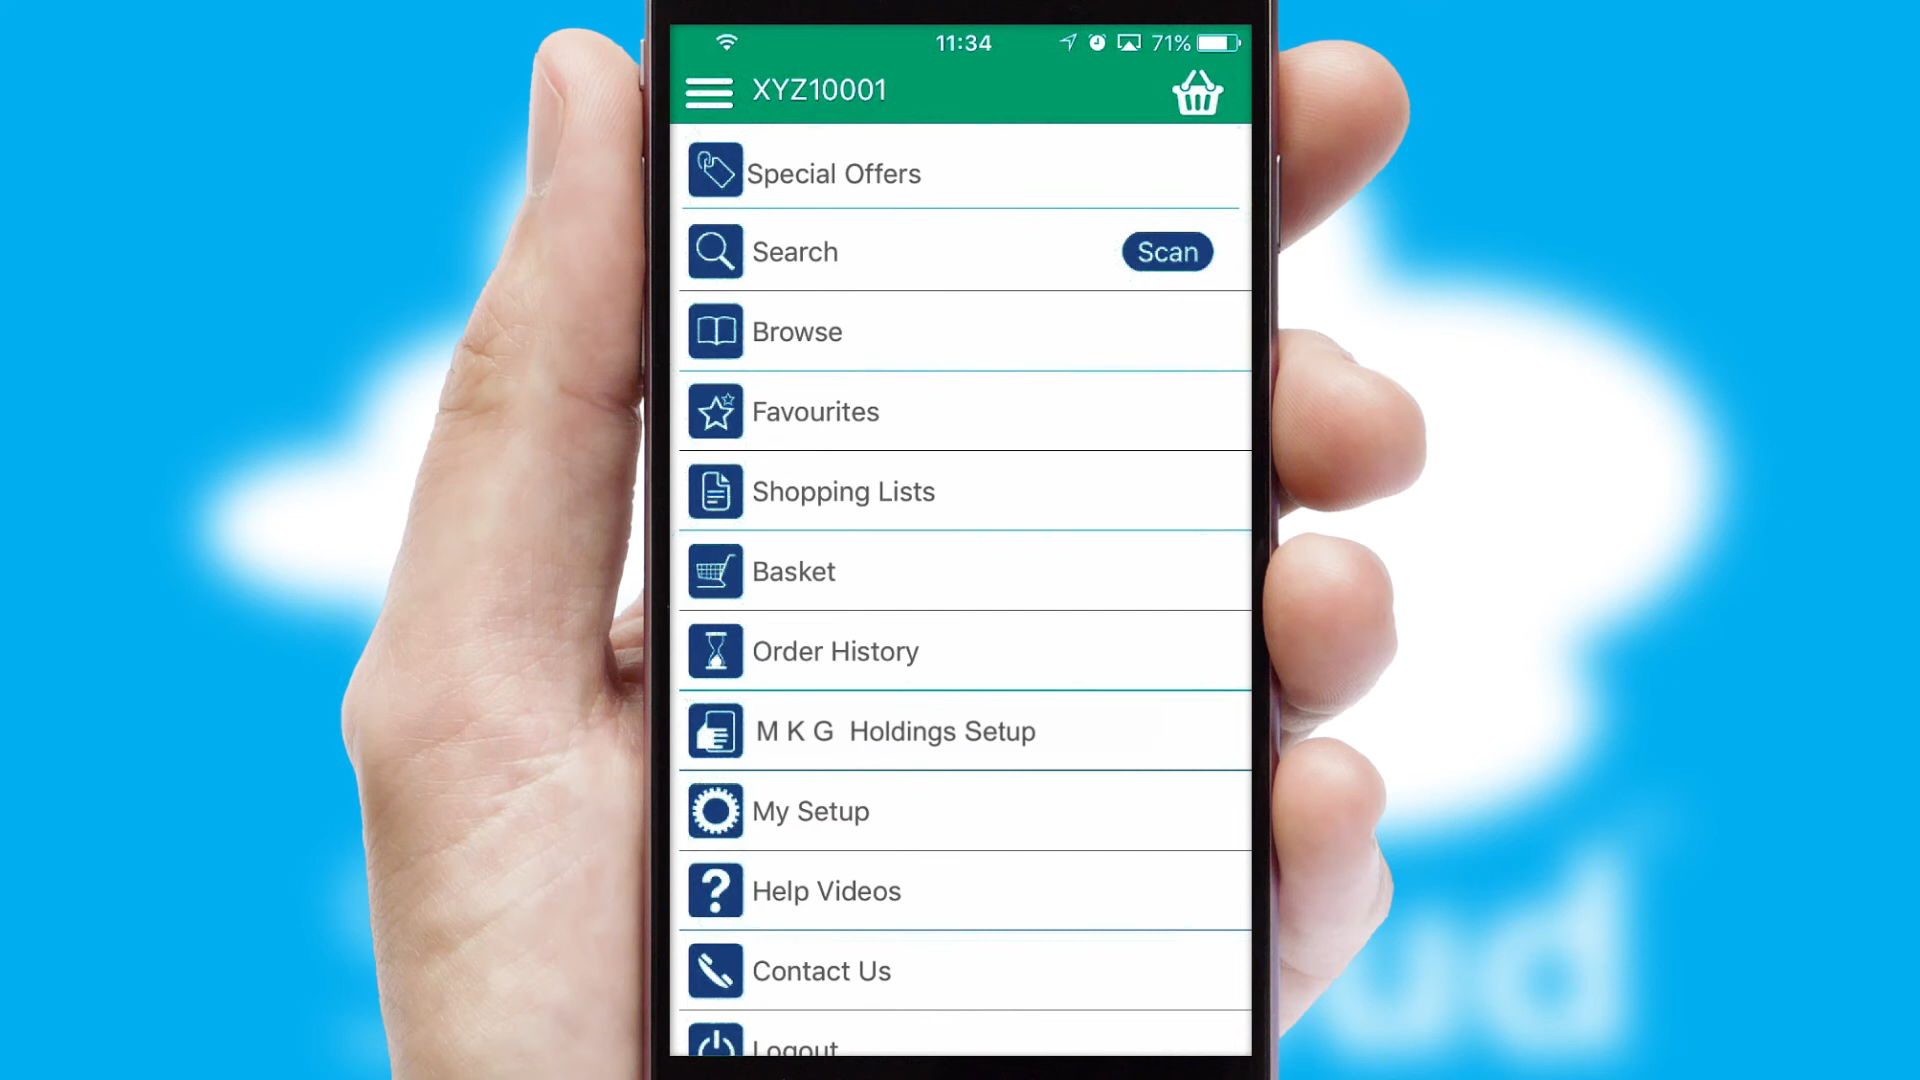 11:34 71%
XYZ10001
Special Offers
Search Scan
Browse
Favourites
Shopping Lists
Basket
Order History
M K G Holdings Setup
My Setup
Help Videos
Contact Us
Logout